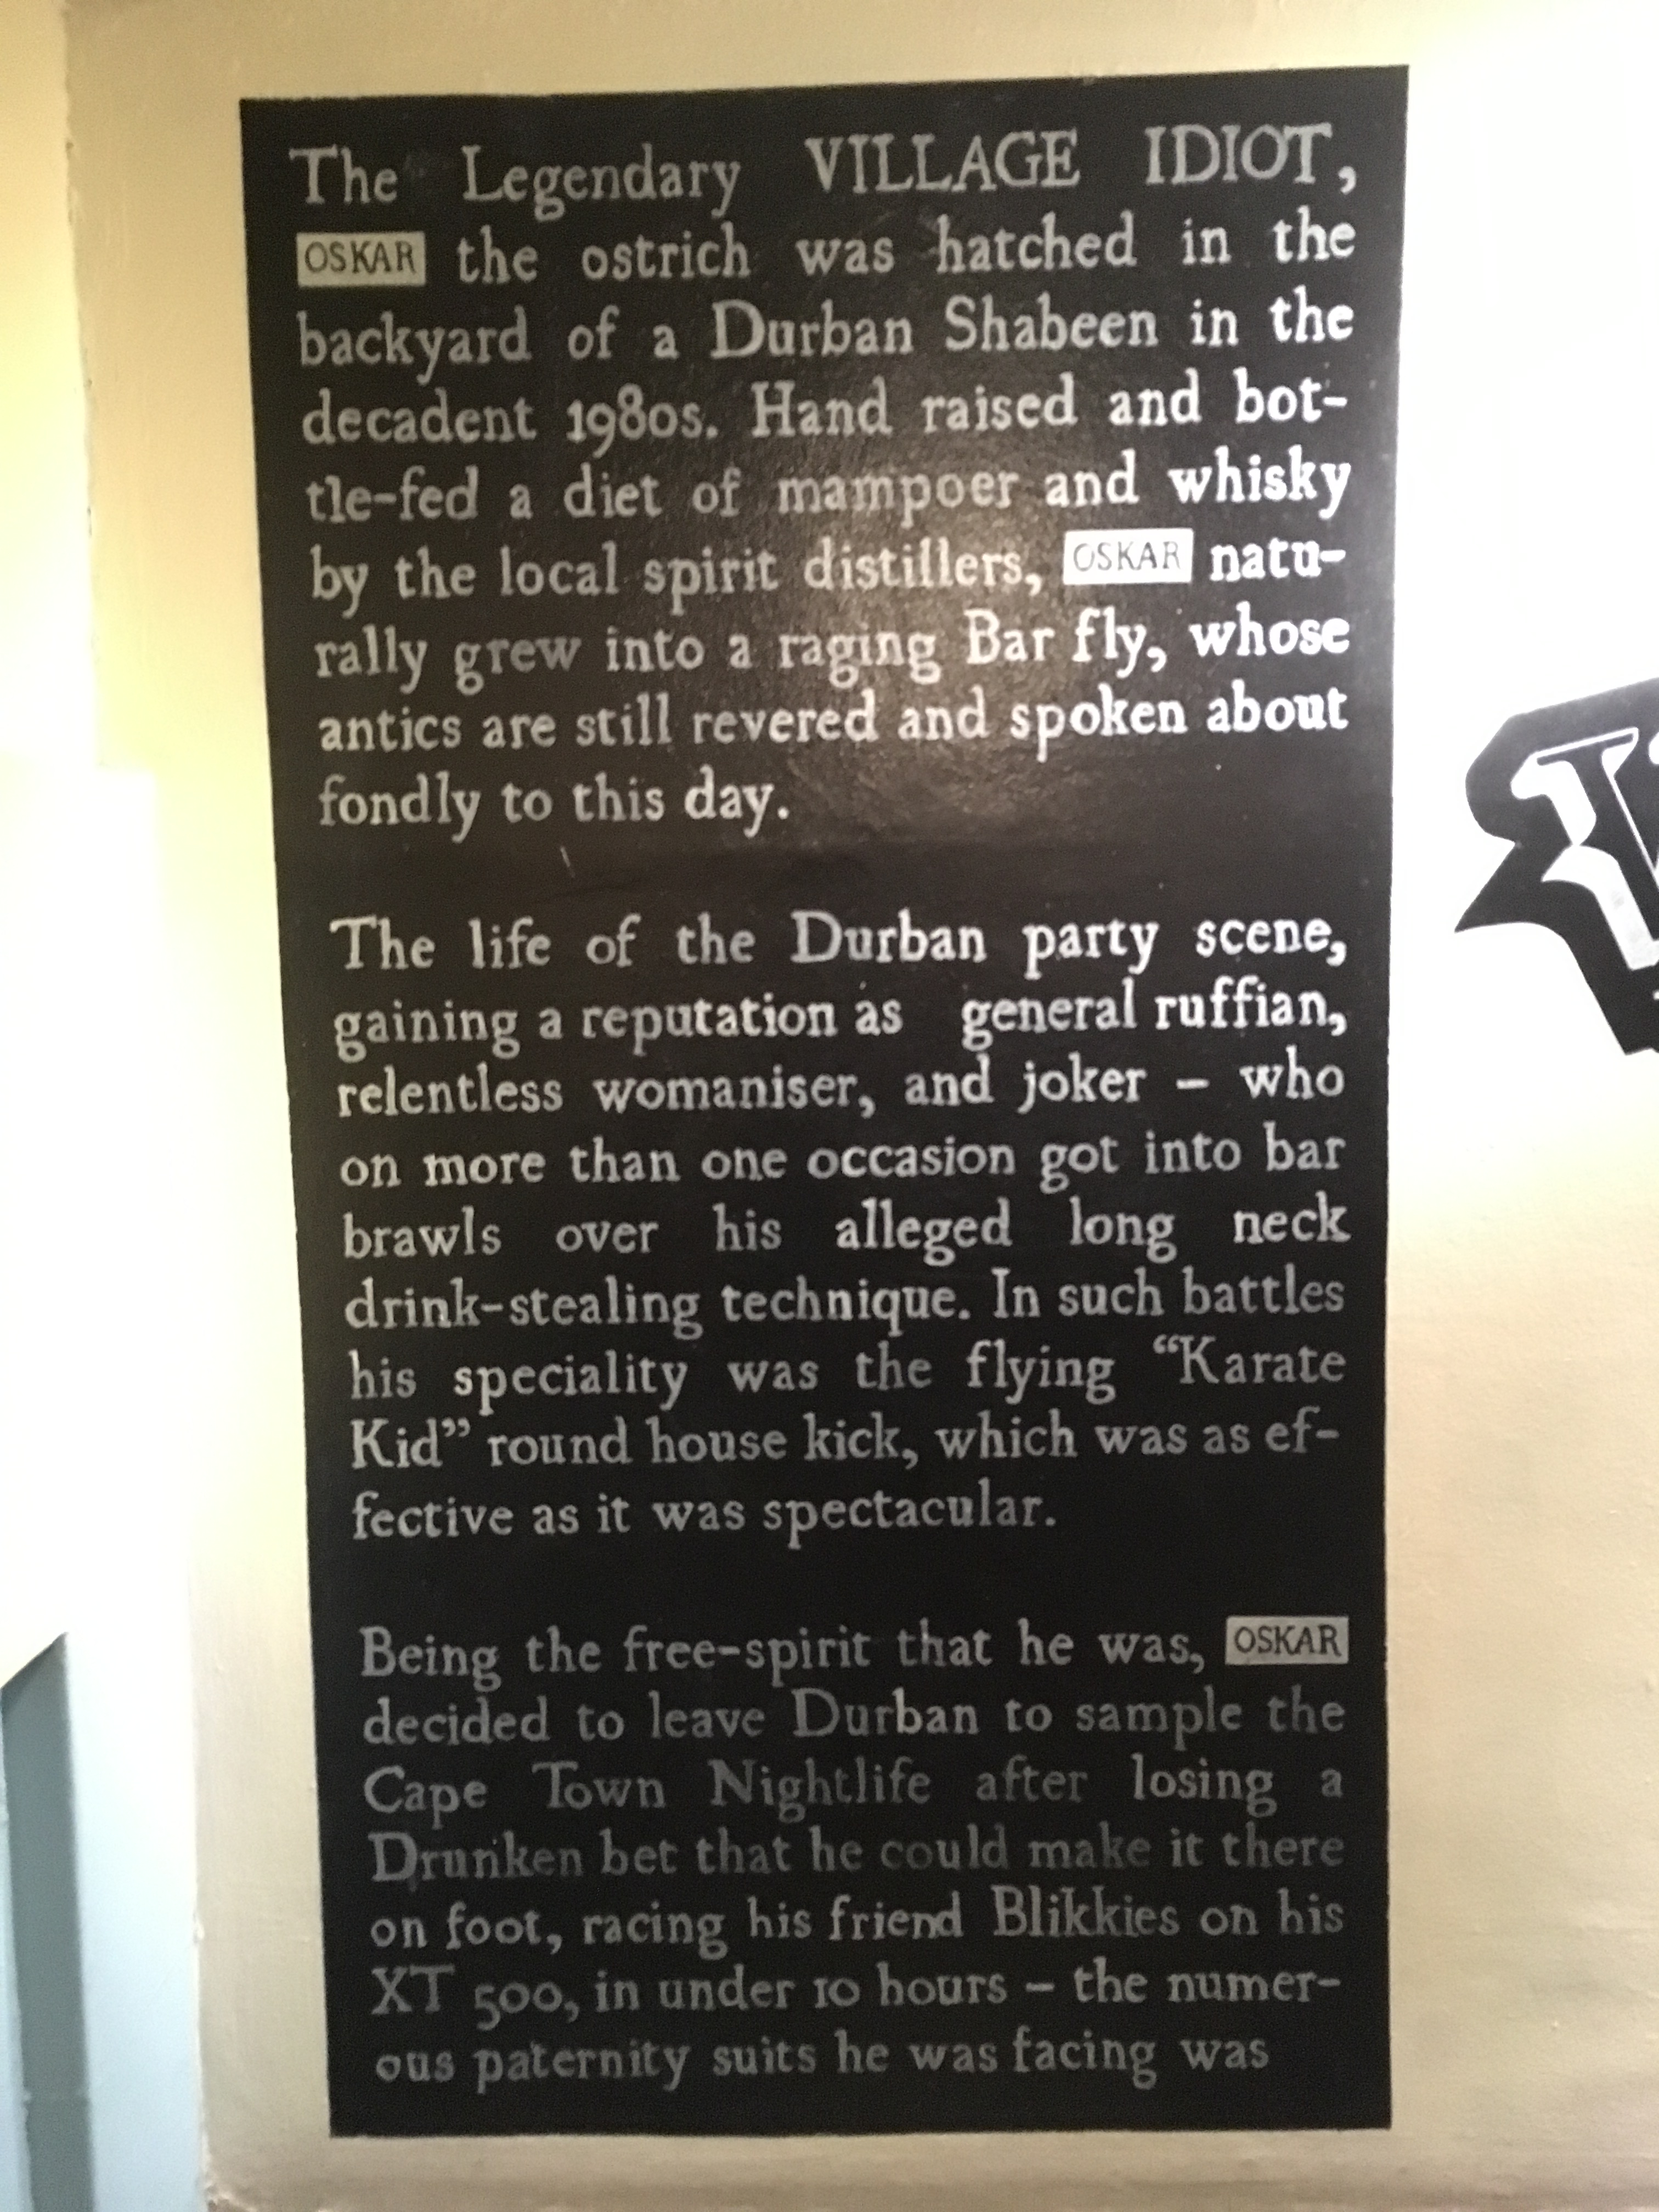 The Legendary VILLAGE IDIOT,
OSKAR the ostrich was hatched in the
backyard of a Durban Shabeen in the
decadent 1980s. Hand raised and bot-
tle-fed a diet of mampoer and whisky
by the local spirit distillers, OSKAR natu-
rally grew into a raging Bar fly, whose
antics are still revered and spoken about
fondly to this day.
The life of the Durban party scene,
gaining a reputation as general ruffian,
relentless womaniser, and joker – who
on more than one occasion got into bar
brawls over his alleged long neck
drink-stealing technique. In such battles
his speciality was the flying “Karate
Kid” round house kick, which was as ef-
fective as it was spectacular.
Being the free-spirit that he was, OSKAR
decided to leave Durban to sample the
Cape Town Nightlife after losing a
Drunken bet that he could make it there
on foot, racing his friend Blikkies on his
XT 500, in under 10 hours – the numer-
ous paternity suits he was facing was